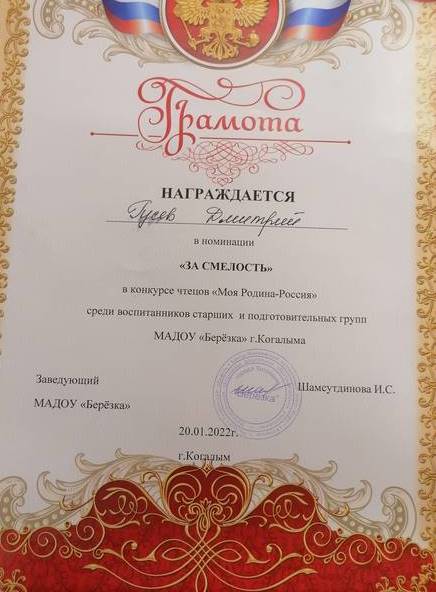 Грамота
НАГРАЖДАЕТСЯ
Гусев Дмитрий
в номинации
«ЗА СМЕЛОСТЬ»
в конкурсе чтецов «Моя Родина-Россия»
среди воспитанников старших и подготовительных групп
МАДОУ «Берёзка» г.Когалыма
Заведующий
Шамсутдинова И.С.
МАДОУ «Берёзка»
"Берёзка"
20.01.2022г.
г.Когалым